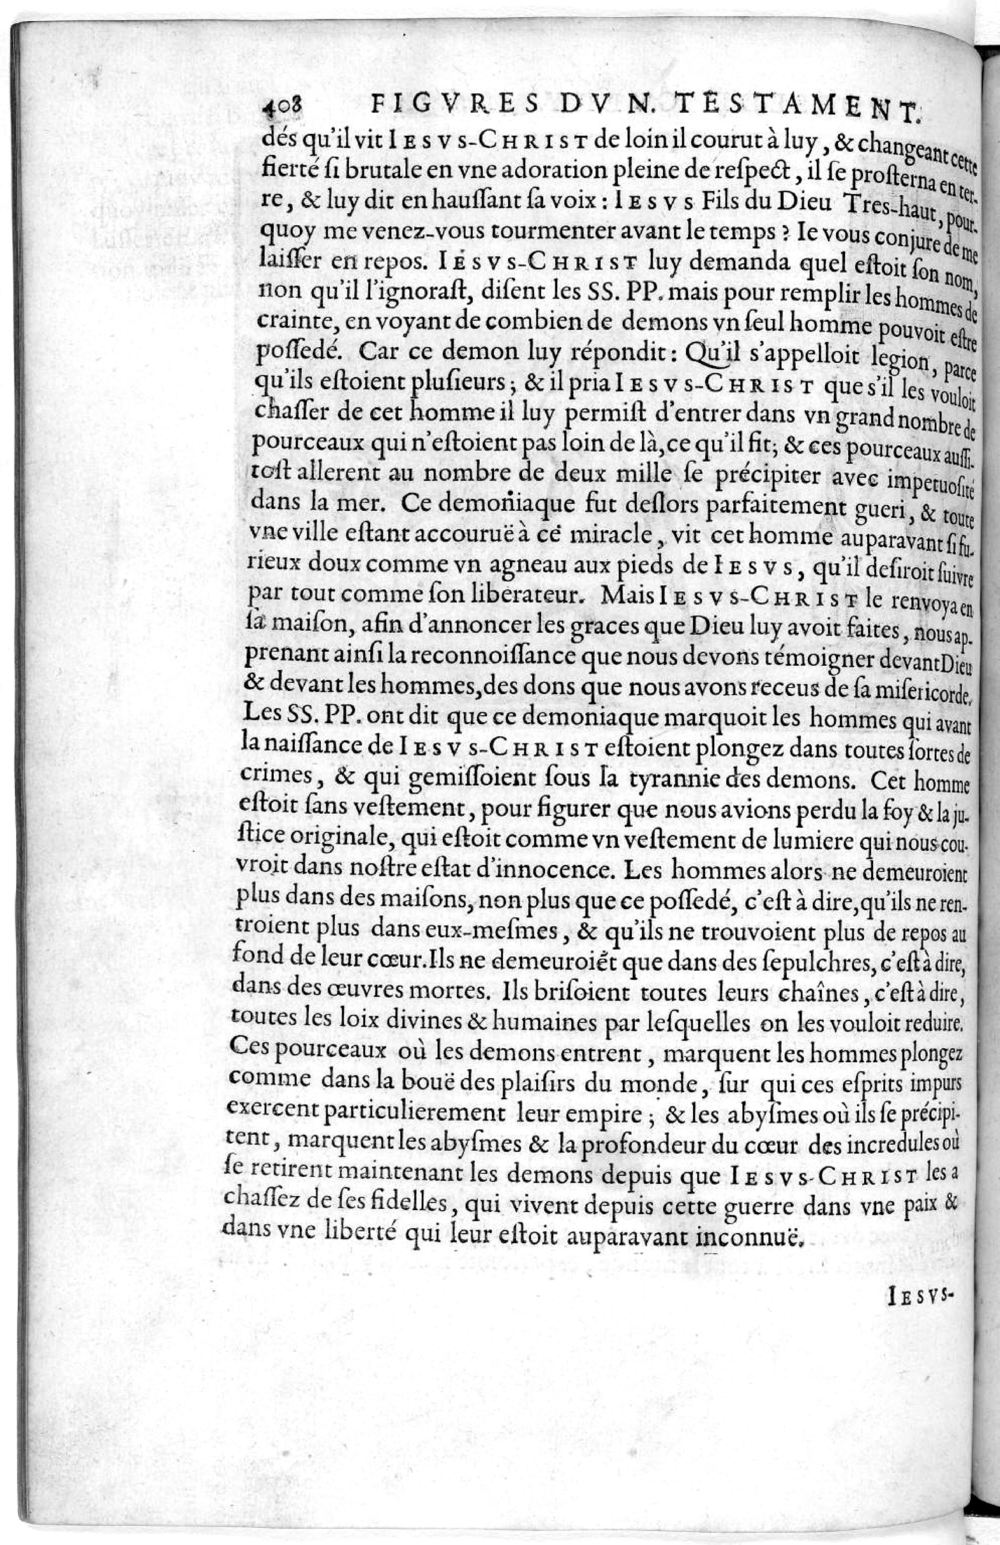 408 FIGVRES DV N. TESTAMENT.
dés qu'il vit IESVS-CHRIST de loin il courut à luy, & changeant cette
fierté ſi brutale en vne adoration pleine de reſpect, il ſe proſterna en ter-
re, & luy dit en hauſſant ſa voix: IESVS Fils du Dieu Tres-haut, pour-
quoy me venez-vous tourmenter avant le temps? Ie vous conjure de me
laiſſer en repos. IESVS-CHRIST luy demanda quel eſtoit ſon nom,
non qu'il l'ignoraſt, diſent les SS. PP. mais pour remplir les hommes de
crainte, en voyant de combien de demons vn ſeul homme pouvoit eſtre
poſſedé. Car ce demon luy répondit: Qu'il s'appelloit legion, parce
qu'ils eſtoient pluſieurs; & il pria IESVS-CHRIST que s'il les vouloit
chaſſer de cet homme il luy permiſt d'entrer dans vn grand nombre de
pourceaux qui n'eſtoient pas loin de là, ce qu'il fit; & ces pourceaux auſſi-
toſt allerent au nombre de deux mille ſe précipiter avec impetuoſité
dans la mer. Ce demoniaque fut deſlors parfaitement gueri, & toute
vne ville eſtant accouruë à ce miracle, vit cet homme auparavant ſi fu-
rieux doux comme vn agneau aux pieds de IESVS, qu'il deſiroit ſuivre
par tout comme ſon liberateur. Mais IESVS-CHRIST le renvoya en
ſa maiſon, afin d'annoncer les graces que Dieu luy avoit faites, nous ap-
prenant ainſi la reconnoiſſance que nous devons témoigner devant Dieu
& devant les hommes, des dons que nous avons receus de ſa miſericorde.
Les SS. PP. ont dit que ce demoniaque marquoit les hommes qui avant
la naiſſance de IESVS-CHRIST eſtoient plongez dans toutes ſortes de
crimes, & qui gemiſſoient ſous la tyrannie des demons. Cet homme
eſtoit ſans veſtement, pour figurer que nous avions perdu la foy & la ju-
ſtice originale, qui eſtoit comme vn veſtement de lumiere qui nous cou-
vroit dans noſtre eſtat d'innocence. Les hommes alors ne demeuroient
plus dans des maiſons, non plus que ce poſſedé, c'eſt à dire, qu'ils ne ren-
troient plus dans eux-meſmes, & qu'ils ne trouvoient plus de repos au
fond de leur cœur. Ils ne demeuroiẽt que dans des ſepulchres, c'eſt à dire,
dans des œuvres mortes. Ils briſoient toutes leurs chaînes, c'eſt à dire,
toutes les loix divines & humaines par leſquelles on les vouloit reduire.
Ces pourceaux où les demons entrent, marquent les hommes plongez
comme dans la bouë des plaiſirs du monde, ſur qui ces eſprits impurs
exercent particulierement leur empire; & les abyſmes où ils ſe précipi-
tent, marquent les abyſmes & la profondeur du cœur des incredules où
ſe retirent maintenant les demons depuis que IESVS-CHRIST les a
chaſſez de ſes fidelles, qui vivent depuis cette guerre dans vne paix &
dans vne liberté qui leur eſtoit auparavant inconnuë.
IESVS-